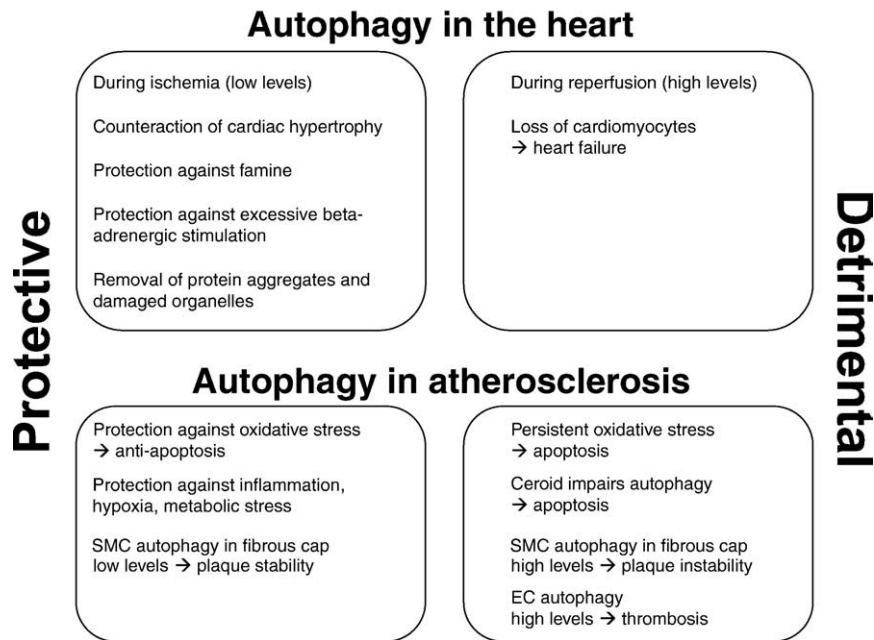 Autophagy in the heart
Protective
During ischemia (low levels)
Counteraction of cardiac hypertrophy
Protection against famine
Protection against excessive beta-
adrenergic stimulation
Removal of protein aggregates and
damaged organelles
During reperfusion (high levels)
Loss of cardiomyocytes
→ heart failure
Detrimental
Autophagy in atherosclerosis
Protection against oxidative stress
→ anti-apoptosis
Protection against inflammation,
hypoxia, metabolic stress
SMC autophagy in fibrous cap
low levels → plaque stability
Persistent oxidative stress
→ apoptosis
Ceroid impairs autophagy
→ apoptosis
SMC autophagy in fibrous cap
high levels → plaque instability
EC autophagy
high levels → thrombosis